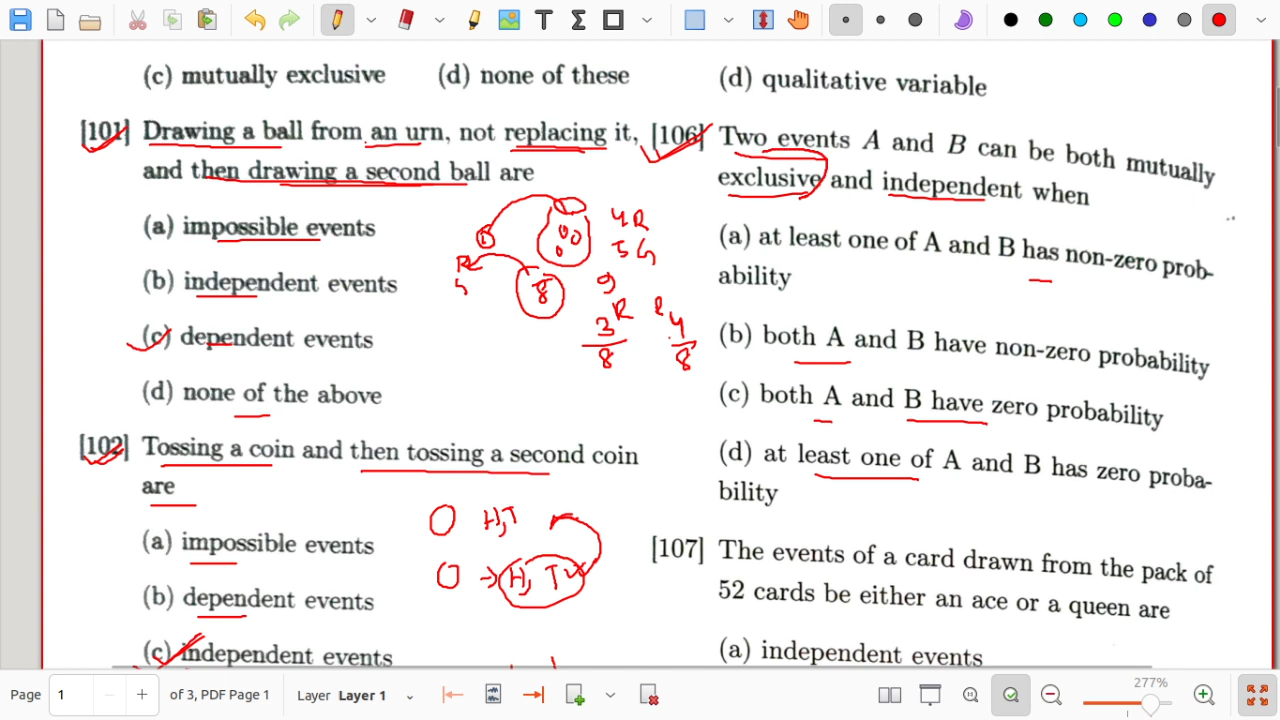 (c) mutually exclusive (d) none of these
[101] Drawing a ball from an urn, not replacing it,
and then drawing a second ball are
(a) impossible events
(b) independent events
(c) dependent events
(d) none of the above
4R
5G
9
8
R
3
8
4
8
[102] Tossing a coin and then tossing a second coin
are
(a) impossible events
(b) dependent events
(c) independent events
H,T
H, T
(d) qualitative variable
[106] Two events A and B can be both mutually
exclusive and independent when
(a) at least one of A and B has non-zero prob-
ability
(b) both A and B have non-zero probability
(c) both A and B have zero probability
(d) at least one of A and B has zero proba-
bility
[107] The events of a card drawn from the pack of
52 cards be either an ace or a queen are
(a) independent events
Page 1 of 3, PDF Page 1 Layer Layer 1 277%